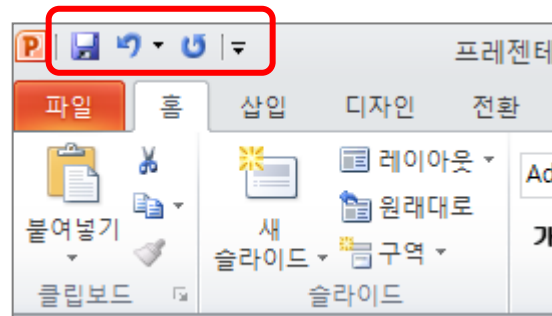 P
프레젠테
파일 홈 삽입 디자인 전환
레이아웃
Ad
원래대로
붙여넣기
새
슬라이드
구역
가
클립보드
슬라이드